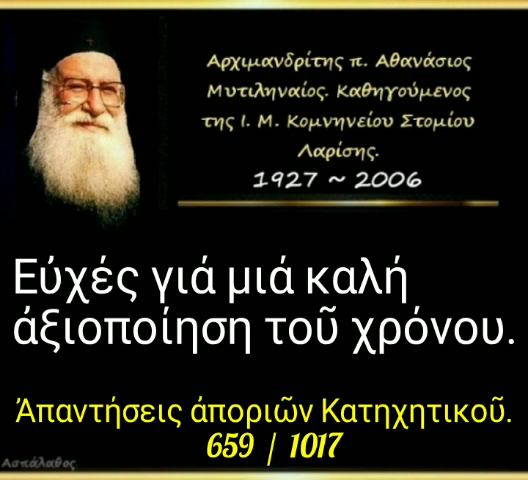 Αρχιμανδρίτης π. Αθανάσιος
Μυτιληναίος. Καθηγούμενος
της Ι. Μ. Κομνηνείου Στομίου
Λαρίσης.
1927 ~ 2006
Εὐχές γιά μιά καλή
ἀξιοποίηση τοῦ χρόνου.
Ἀπαντήσεις ἀποριῶν Κατηχητικοῦ.
659 / 1017
Ασπάλαθος